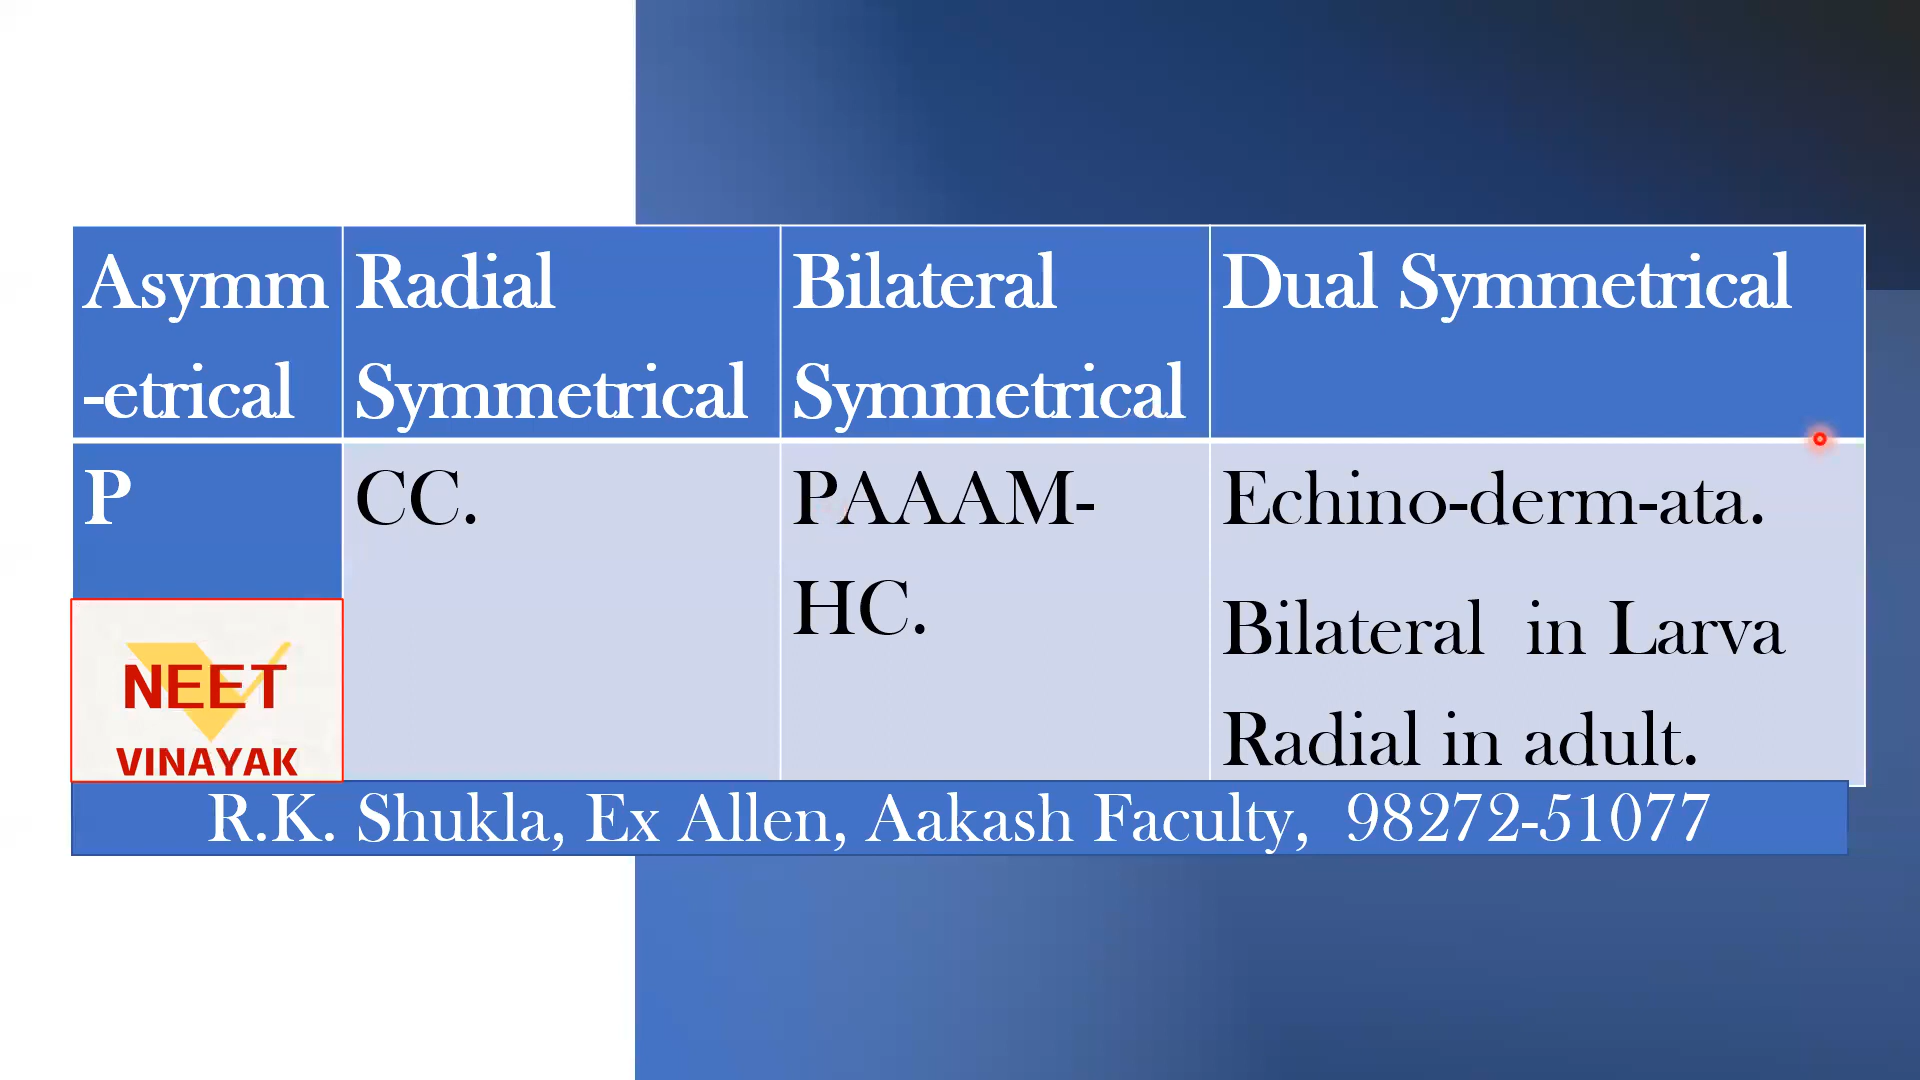 Asymm
-etrical
Radial
Symmetrical
Bilateral
Symmetrical
Dual Symmetrical
P
CC.
PAAAM-
HC.
Echino-derm-ata.
Bilateral in Larva
Radial in adult.
NEET
VINAYAK
R.K. Shukla, Ex Allen, Aakash Faculty, 98272-51077